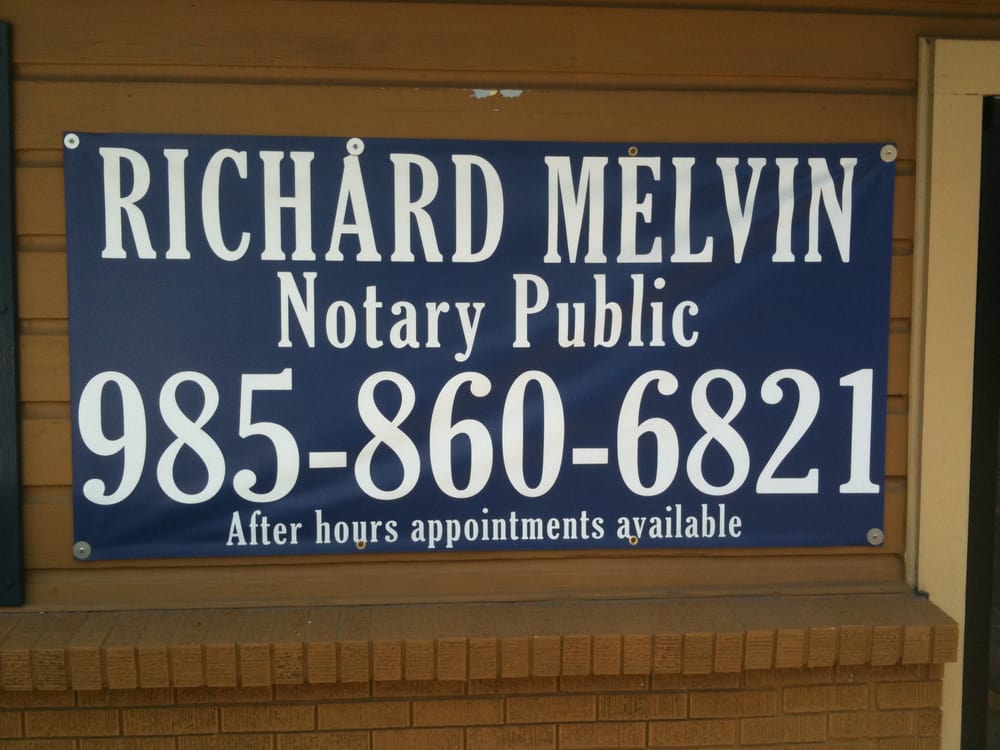 RICHARD MELVIN
Notary Public
985-860-6821
After hours appointments available